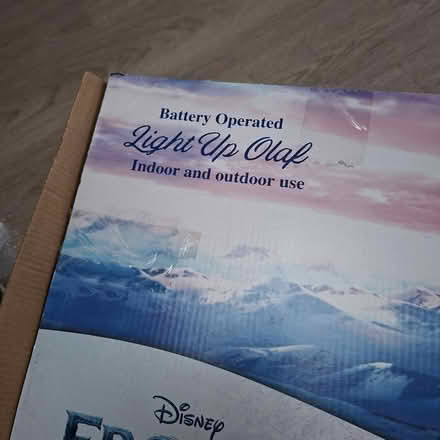 Battery Operated
Light Up Olaf
Indoor and outdoor use
Disney